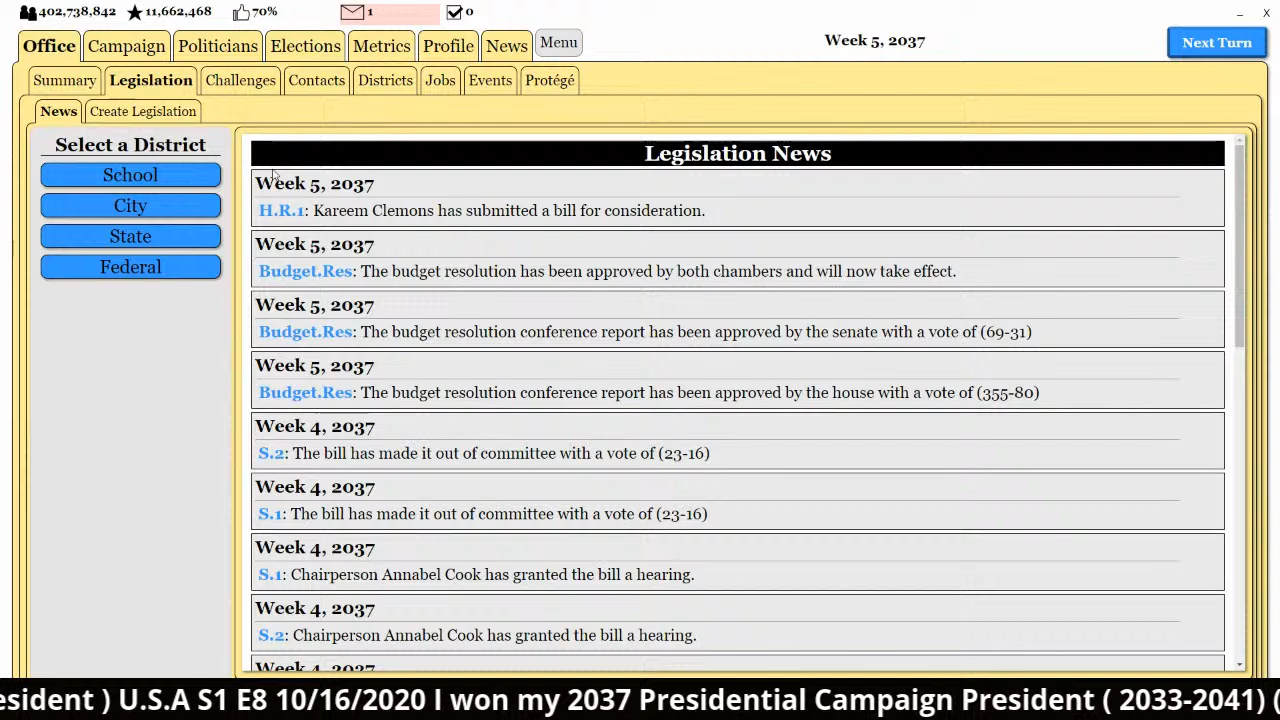 402,738,842 11,662,468 70% 1 0
_ X
Office Campaign Politicians Elections Metrics Profile News Menu Week 5, 2037 Next Turn
Summary Legislation Challenges Contacts Districts Jobs Events Protégé
News Create Legislation
Select a District
School
City
State
Federal
Legislation News
Week 5, 2037
H.R.1: Kareem Clemons has submitted a bill for consideration.
Week 5, 2037
Budget.Res: The budget resolution has been approved by both chambers and will now take effect.
Week 5, 2037
Budget.Res: The budget resolution conference report has been approved by the senate with a vote of (69-31)
Week 5, 2037
Budget.Res: The budget resolution conference report has been approved by the house with a vote of (355-80)
Week 4, 2037
S.2: The bill has made it out of committee with a vote of (23-16)
Week 4, 2037
S.1: The bill has made it out of committee with a vote of (23-16)
Week 4, 2037
S.1: Chairperson Annabel Cook has granted the bill a hearing.
Week 4, 2037
S.2: Chairperson Annabel Cook has granted the bill a hearing.
Week 4, 2037
esident ) U.S.A S1 E8 10/16/2020 I won my 2037 Presidential Campaign President ( 2033-2041) (